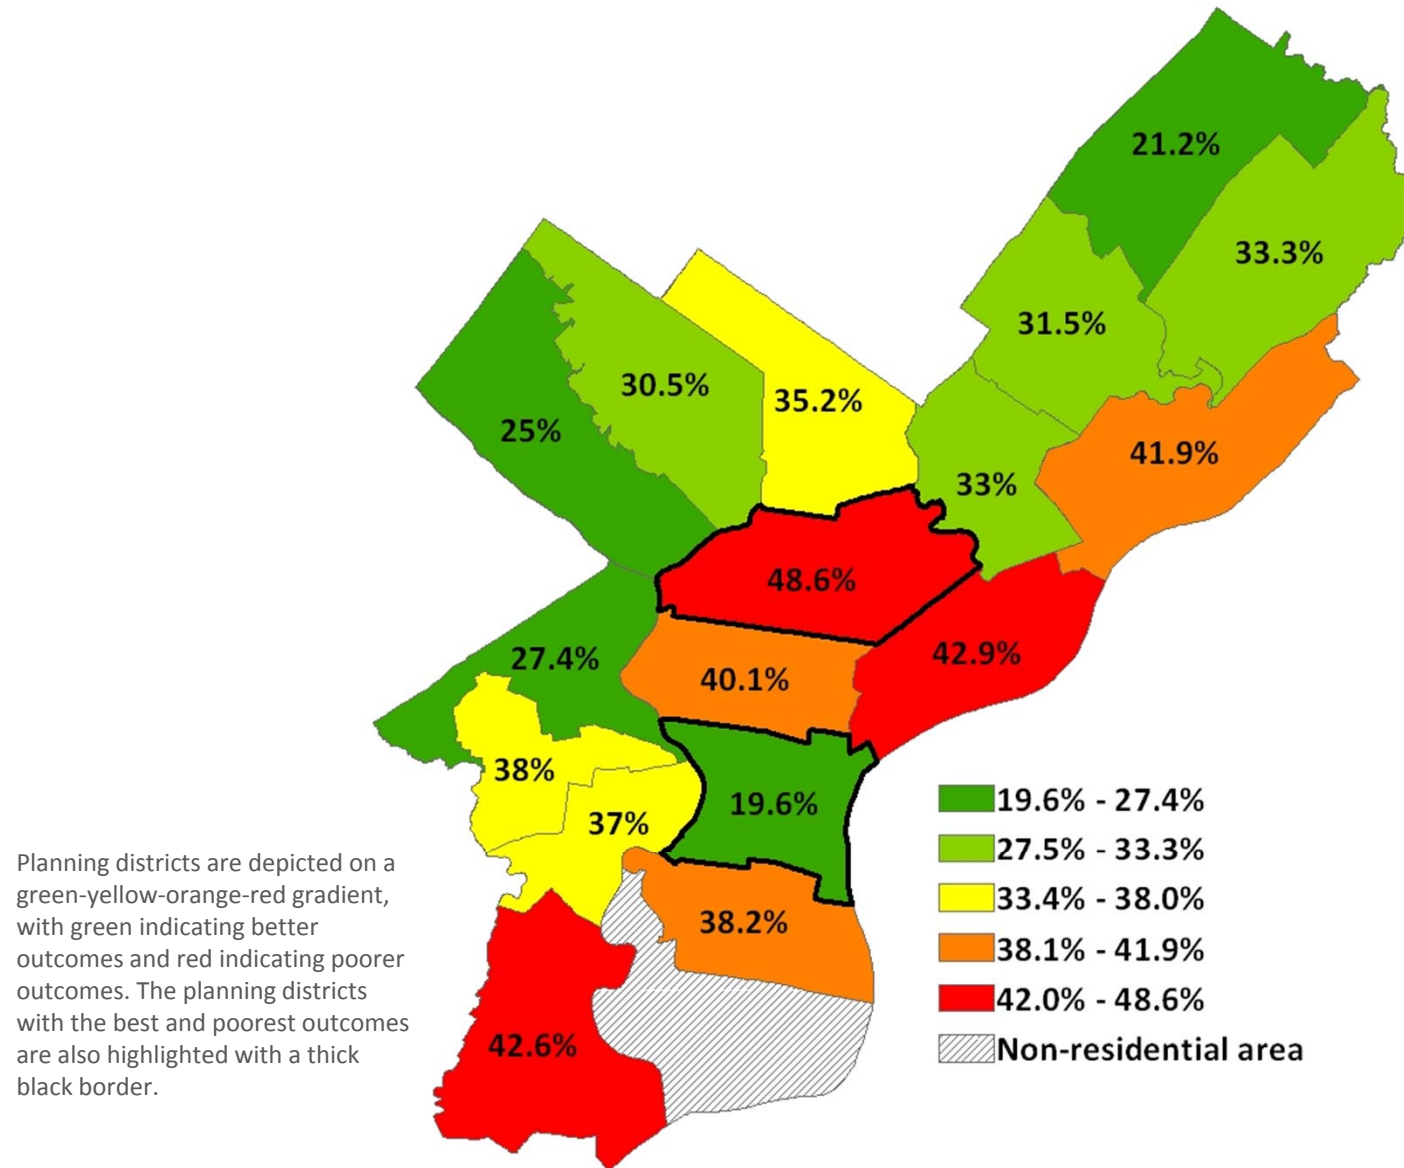 21.2%
33.3%
31.5%
30.5%
35.2%
25%
41.9%
33%
48.6%
42.9%
27.4%
40.1%
38%
19.6%
37%
38.2%
42.6%
19.6% - 27.4%
27.5% - 33.3%
33.4% - 38.0%
38.1% - 41.9%
42.0% - 48.6%
Non-residential area
Planning districts are depicted on a
green-yellow-orange-red gradient,
with green indicating better
outcomes and red indicating poorer
outcomes. The planning districts
with the best and poorest outcomes
are also highlighted with a thick
black border.